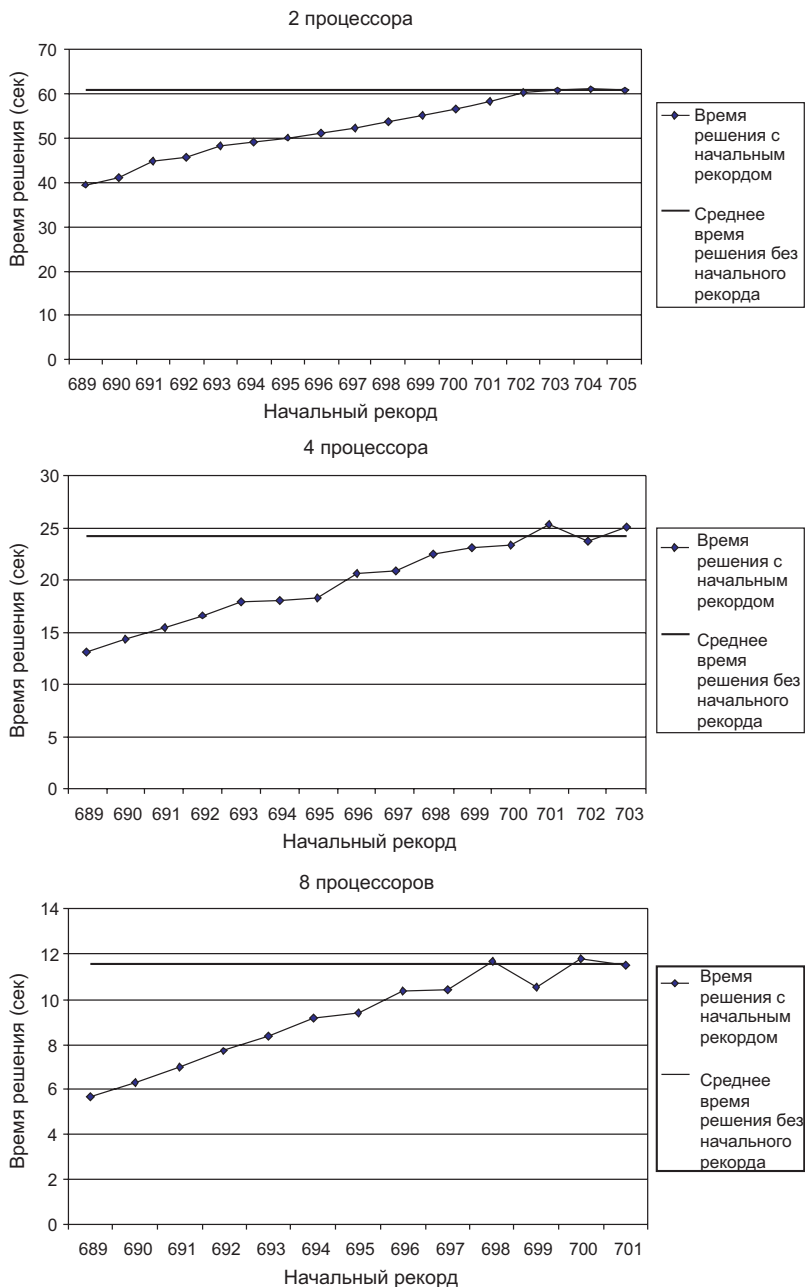 2 процессора
70
60
50
40
30
20
10
0
Время решения (сек)
689 690 691 692 693 694 695 696 697 698 699 700 701 702 703 704 705
Начальный рекорд
Время
решения с
начальным
рекордом
Среднее
время
решения без
начального
рекорда
4 процессора
30
25
20
15
10
5
0
Время решения (сек)
689 690 691 692 693 694 695 696 697 698 699 700 701 702 703
Начальный рекорд
Время
решения с
начальным
рекордом
Среднее
время
решения без
начального
рекорда
8 процессоров
14
12
10
8
6
4
2
0
Время решения (сек)
689 690 691 692 693 694 695 696 697 698 699 700 701
Начальный рекорд
Время
решения с
начальным
рекордом
Среднее
время
решения без
начального
рекорда